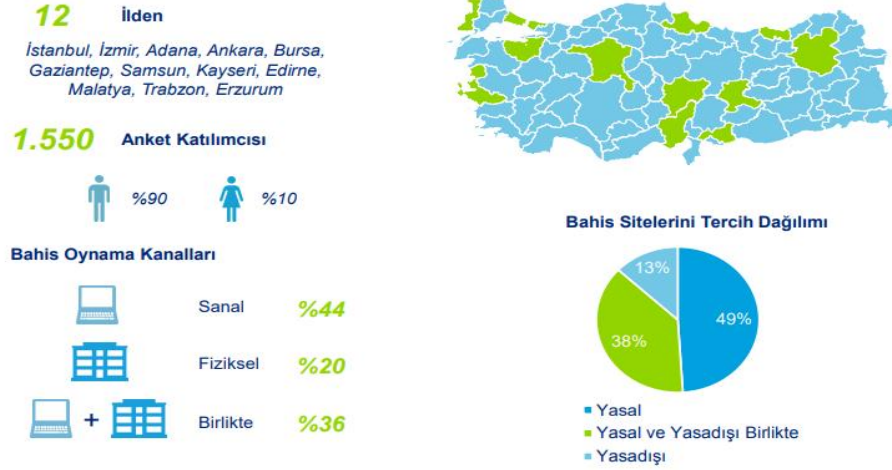 12 İlden
İstanbul, İzmir, Adana, Ankara, Bursa,
Gaziantep, Samsun, Kayseri, Edirne,
Malatya, Trabzon, Erzurum
1.550 Anket Katılımcısı
%90 %10
Bahis Oynama Kanalları
Sanal %44
Fiziksel %20
+ Birlikte %36
Bahis Sitelerini Tercih Dağılımı
13%
49%
38%
Yasal
Yasal ve Yasadışı Birlikte
Yasadışı